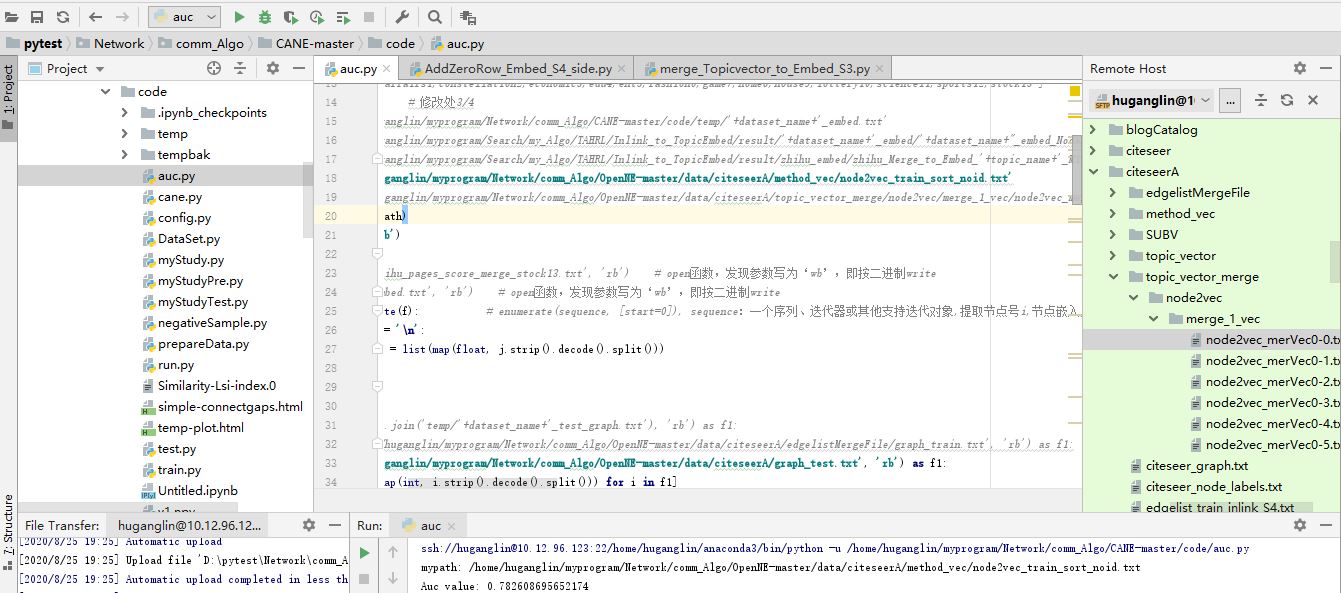 auc
pytest Network comm_Algo CANE-master code auc.py
Project
auc.py AddZeroRow_Embed_S4_side.py merge_Topicvector_to_Embed_S3.py
Remote Host
1: Project
7: Structure
code
.ipynb_checkpoints
temp
tempbak
auc.py
cane.py
config.py
DataSet.py
myStudy.py
myStudyPre.py
myStudyTest.py
negativeSample.py
prepareData.py
run.py
Similarity-Lsi-index.0
simple-connectgaps.html
temp-plot.html
test.py
train.py
Untitled.ipynb
14 # 修改处3/4
15 anglin/myprogram/Network/comm_Algo/CANE-master/code/temp/'+dataset_name+'_embed.txt'
16 anglin/myprogram/Search/my_Algo/TAHRL/Inlink_to_TopicEmbed/result/'+dataset_name+'_embed/'+dataset_name+"_embed_Nod
17 anglin/myprogram/Search/my_Algo/TAHRL/Inlink_to_TopicEmbed/result/zhihu_embed/zhihu_Merge_to_Embed_'+topic_name+'_
18 ganglin/myprogram/Network/comm_Algo/OpenNE-master/data/citeseerA/method_vec/node2vec_train_sort_noid.txt'
19 ganglin/myprogram/Network/comm_Algo/OpenNE-master/data/citeseerA/topic_vector_merge/node2vec/merge_1_vec/node2vec_m
20 ath)
21 b')
22
23 ihu_pages_score_merge_stock13.txt', 'rb') # open函数，发现参数写为‘wb’，即按二进制write
24 bed.txt', 'rb') # open函数，发现参数写为‘wb’，即按二进制write
25 te(f): # enumerate(sequence, [start=0]), sequence：一个序列、迭代器或其他支持迭代对象,提取节点号i,节点嵌入
26 = '\n':
27 = list(map(float, j.strip().decode().split()))
28
29
30
31 .join('temp/'+dataset_name+'_test_graph.txt'), 'rb') as f1:
32 huganglin/myprogram/Network/comm_Algo/OpenNE-master/data/citeseerA/edgelistMergeFile/graph_train.txt', 'rb') as f1:
33 ganglin/myprogram/Network/comm_Algo/OpenNE-master/data/citeseerA/graph_test.txt', 'rb') as f1:
34 ap(int, i.strip().decode().split())) for i in f1]
huganglin@1
...
blogCatalog
citeseer
citeseerA
edgelistMergeFile
method_vec
SUBV
topic_vector
topic_vector_merge
node2vec
merge_1_vec
node2vec_merVec0-0.tx
node2vec_merVec0-1.tx
node2vec_merVec0-2.tx
node2vec_merVec0-3.tx
node2vec_merVec0-4.tx
node2vec_merVec0-5.tx
citeseer_graph.txt
citeseer_node_labels.txt
edgelist_train_inlink_S4.txt
File Transfer: huganglin@10.12.96.12...
[2020/8/25 19:25] Automatic upload
[2020/8/25 19:25] Upload file 'D:\pytest\Network\comm_A
[2020/8/25 19:25] Automatic upload completed in less th
Run: auc
ssh://huganglin@10.12.96.123:22/home/huganglin/anaconda3/bin/python -u /home/huganglin/myprogram/Network/comm_Algo/CANE-master/code/auc.py
mypath: /home/huganglin/myprogram/Network/comm_Algo/OpenNE-master/data/citeseerA/method_vec/node2vec_train_sort_noid.txt
Auc value: 0.782608695652174